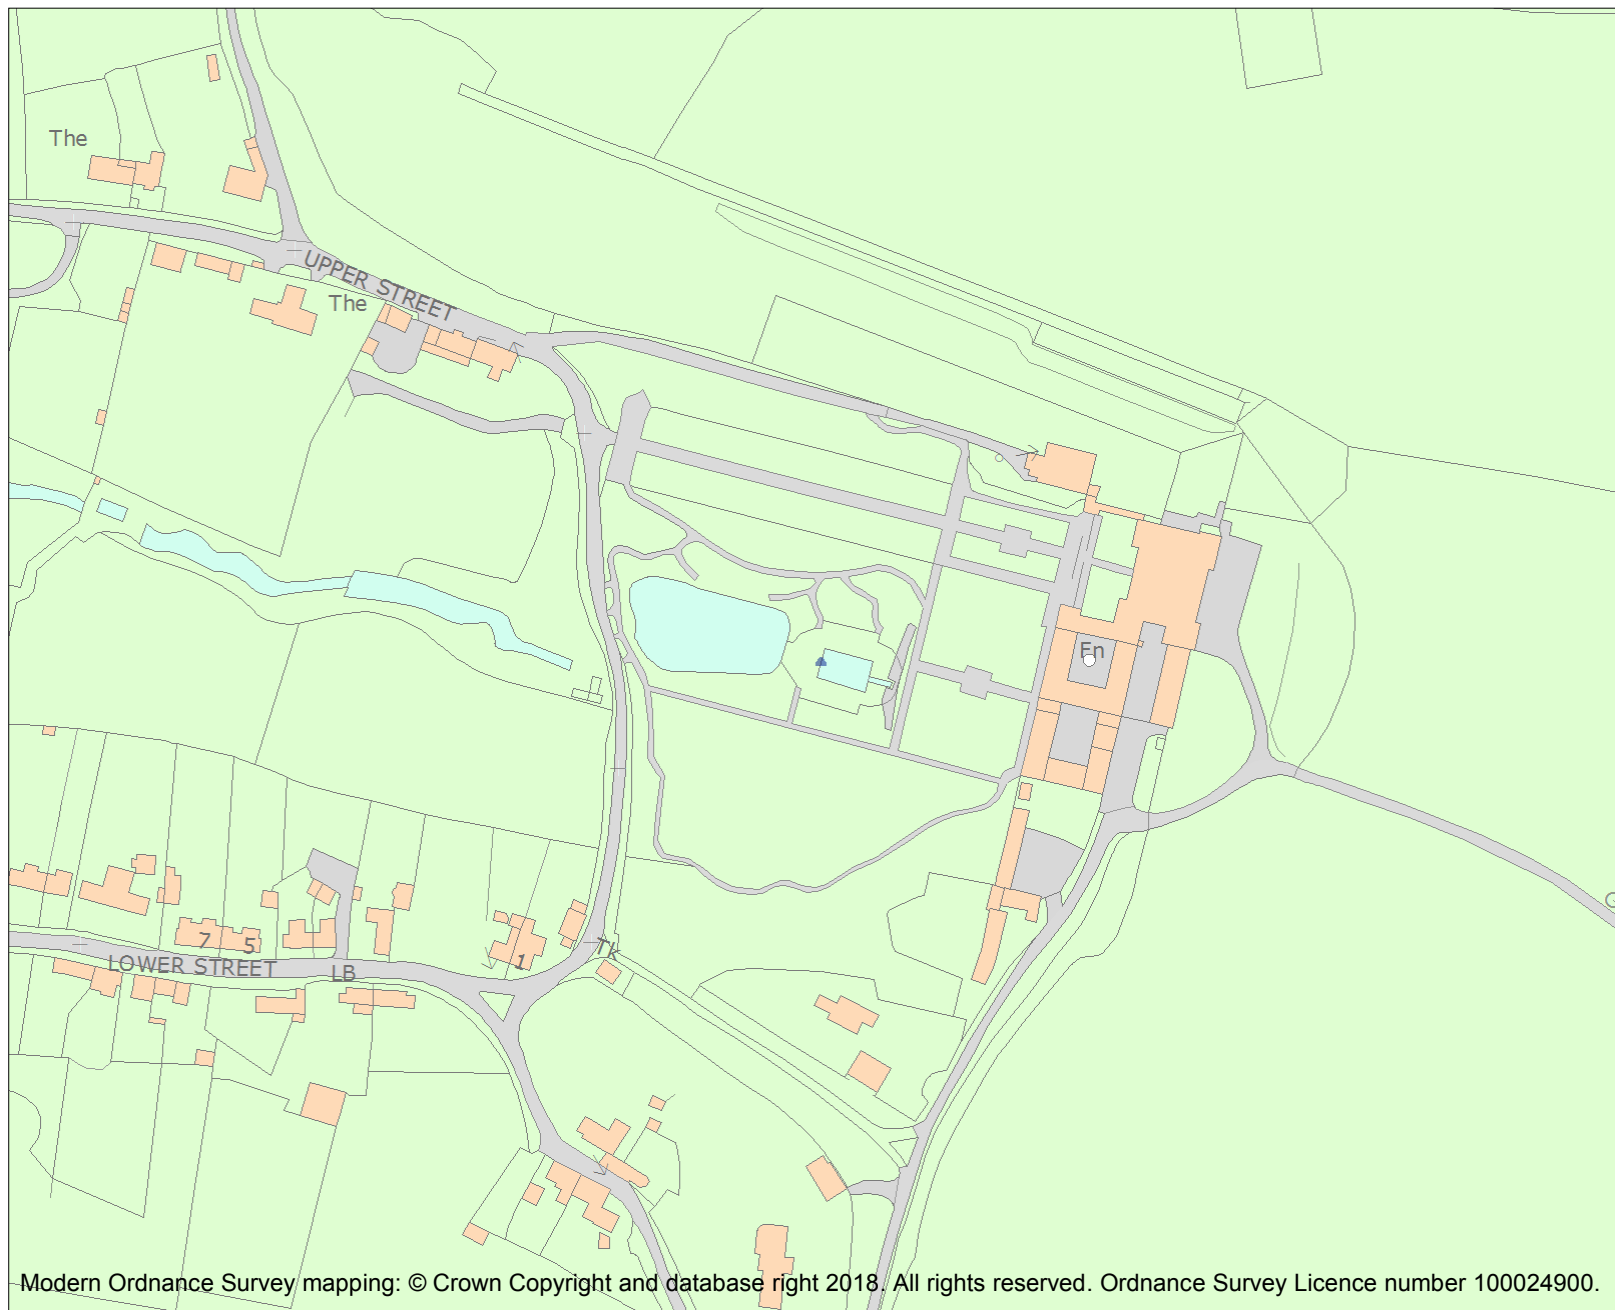 The
UPPER STREET
The
Fn
7
5
1
Tk
LOWER STREET
LB
Modern Ordnance Survey mapping: © Crown Copyright and database right 2018. All rights reserved. Ordnance Survey Licence number 100024900.